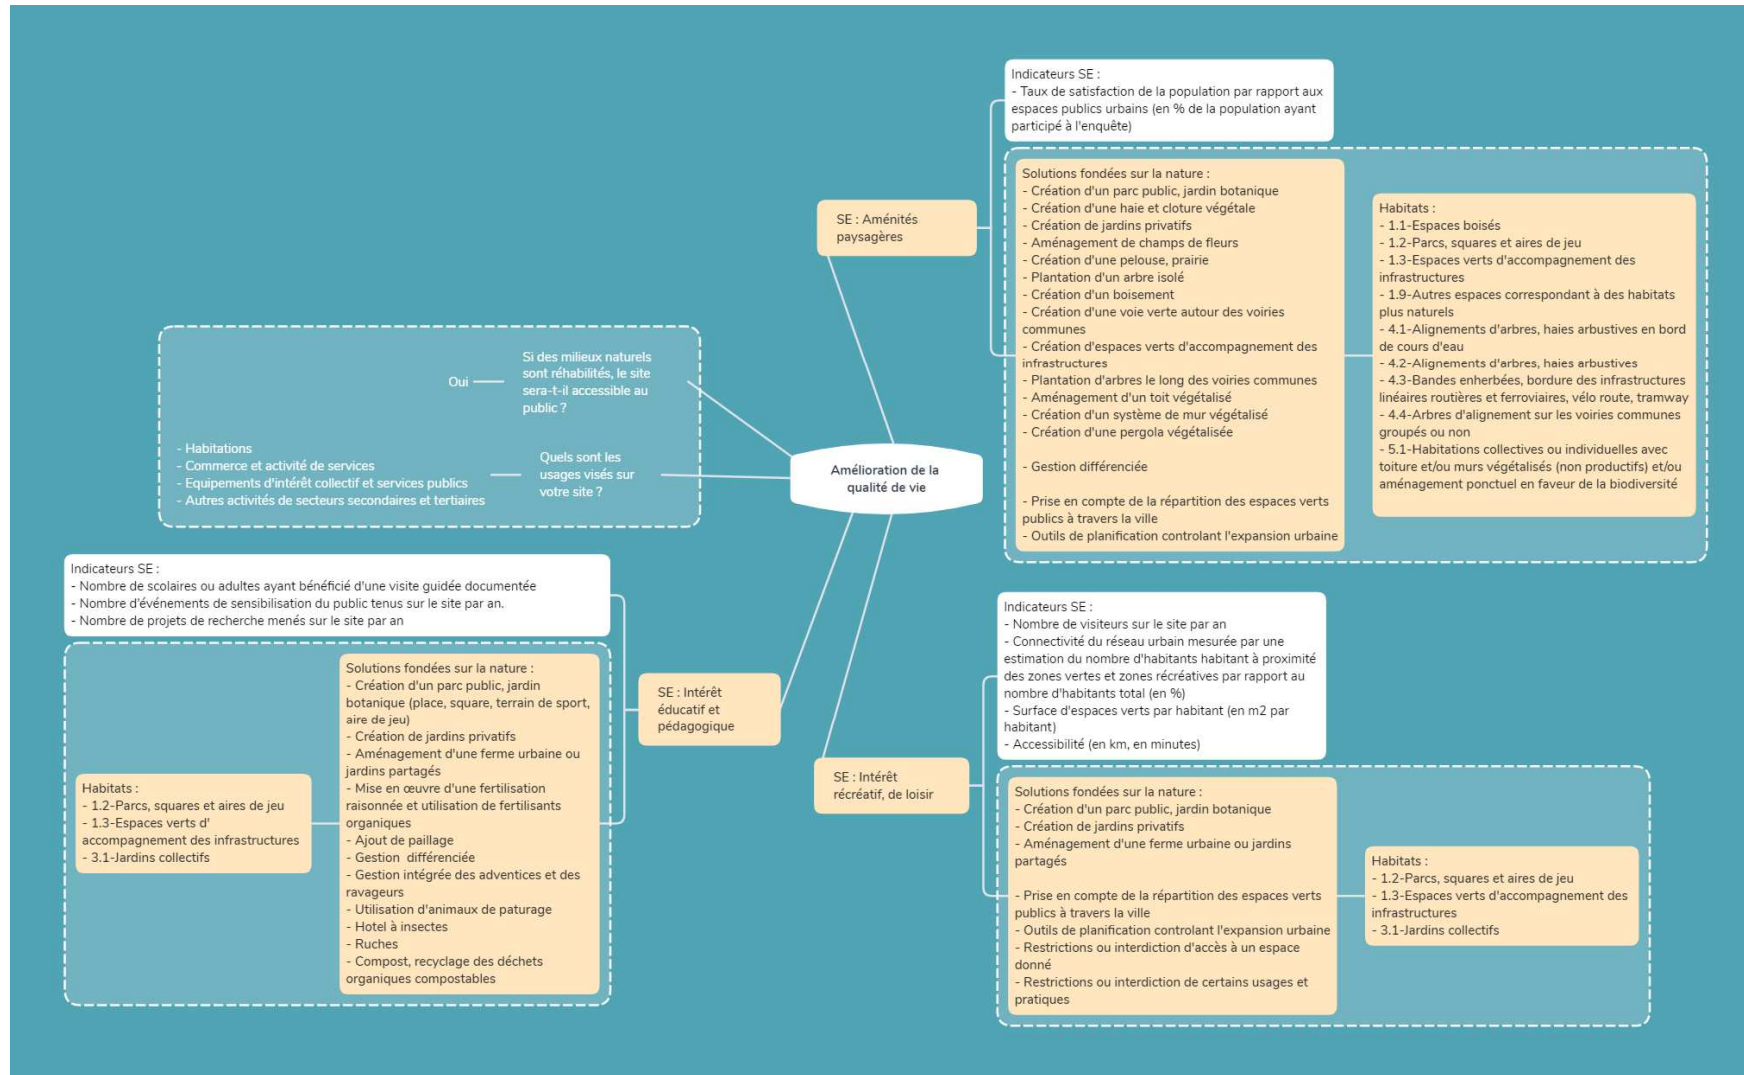 Indicateurs SE :
- Taux de satisfaction de la population par rapport aux
espaces publics urbains (en % de la population ayant
participé à l'enquête)
SE : Aménités
paysagères
Solutions fondées sur la nature :
- Création d'un parc public, jardin botanique
- Création d'une haie et cloture végétale
- Création de jardins privatifs
- Aménagement de champs de fleurs
- Création d'une pelouse, prairie
- Plantation d'un arbre isolé
- Création d'un boisement
- Création d'une voie verte autour des voiries
communes
- Création d'espaces verts d'accompagnement des
infrastructures
- Plantation d'arbres le long des voiries communes
- Aménagement d'un toit végétalisé
- Création d'un système de mur végétalisé
- Création d'une pergola végétalisée
- Gestion différenciée
- Prise en compte de la répartition des espaces verts
publics à travers la ville
- Outils de planification controlant l'expansion urbaine
Habitats :
- 1.1-Espaces boisés
- 1.2-Parcs, squares et aires de jeu
- 1.3-Espaces verts d'accompagnement des
infrastructures
- 1.9-Autres espaces correspondant à des habitats
plus naturels
- 4.1-Alignements d'arbres, haies arbustives en bord
de cours d'eau
- 4.2-Alignements d'arbres, haies arbustives
- 4.3-Bandes enherbées, bordure des infrastructures
linéaires routières et ferroviaires, vélo route, tramway
- 4.4-Arbres d'alignement sur les voiries communes
groupés ou non
- 5.1-Habitations collectives ou individuelles avec
toiture et/ou murs végétalisés (non productifs) et/ou
aménagement ponctuel en faveur de la biodiversité
Si des milieux naturels
sont réhabilités, le site
sera-t-il accessible au
public ?
Oui
Quels sont les
usages visés sur
votre site ?
- Habitations
- Commerce et activité de services
- Equipements d'intérêt collectif et services publics
- Autres activités de secteurs secondaires et tertiaires
Amélioration de la
qualité de vie
Indicateurs SE :
- Nombre de scolaires ou adultes ayant bénéficié d'une visite guidée documentée
- Nombre d'événements de sensibilisation du public tenus sur le site par an.
- Nombre de projets de recherche menés sur le site par an
SE : Intérêt
éducatif et
pédagogique
Solutions fondées sur la nature :
- Création d'un parc public, jardin
botanique (place, square, terrain de sport,
aire de jeu)
- Création de jardins privatifs
- Aménagement d'une ferme urbaine ou
jardins partagés
- Mise en œuvre d'une fertilisation
raisonnée et utilisation de fertilisants
organiques
- Ajout de paillage
- Gestion différenciée
- Gestion intégrée des adventices et des
ravageurs
- Utilisation d'animaux de paturage
- Hotel à insectes
- Ruches
- Compost, recyclage des déchets
organiques compostables
Habitats :
- 1.2-Parcs, squares et aires de jeu
- 1.3-Espaces verts d'
accompagnement des infrastructures
- 3.1-Jardins collectifs
Indicateurs SE :
- Nombre de visiteurs sur le site par an
- Connectivité du réseau urbain mesurée par une
estimation du nombre d'habitants habitant à proximité
des zones vertes et zones récréatives par rapport au
nombre d'habitants total (en %)
- Surface d'espaces verts par habitant (en m2 par
habitant)
- Accessibilité (en km, en minutes)
SE : Intérêt
récréatif, de loisir
Solutions fondées sur la nature :
- Création d'un parc public, jardin botanique
- Création de jardins privatifs
- Aménagement d'une ferme urbaine ou jardins
partagés
- Prise en compte de la répartition des espaces verts
publics à travers la ville
- Outils de planification controlant l'expansion urbaine
- Restrictions ou interdiction d'accès à un espace
donné
- Restrictions ou interdiction de certains usages et
pratiques
Habitats :
- 1.2-Parcs, squares et aires de jeu
- 1.3-Espaces verts d'accompagnement des
infrastructures
- 3.1-Jardins collectifs